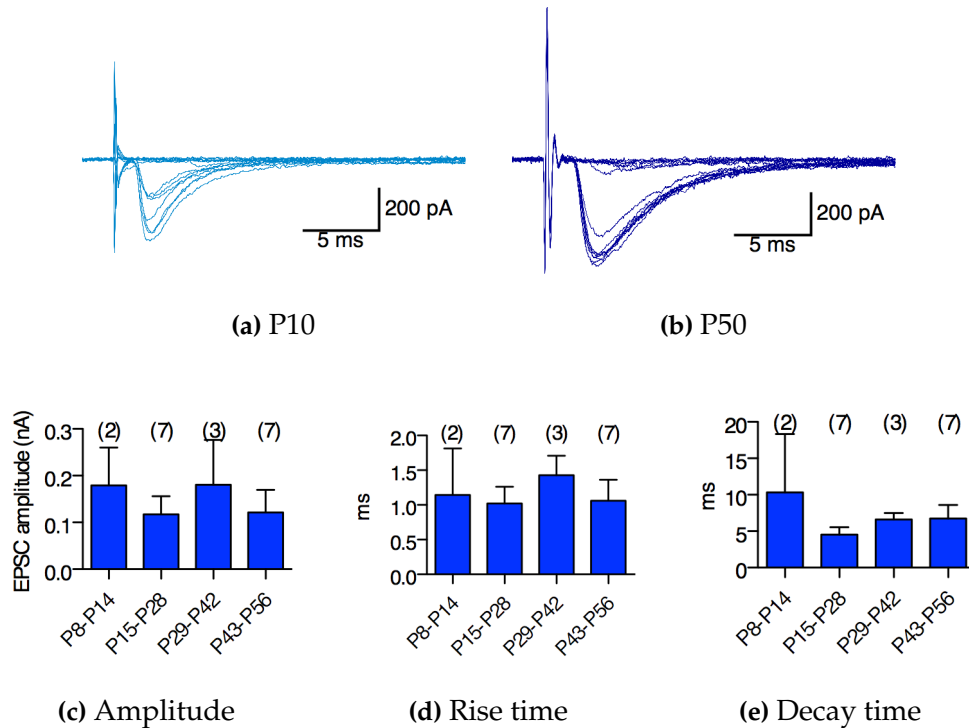 200 pA
5 ms
200 pA
5 ms
(a) P10
(b) P50
EPSC amplitude (nA)
0.3
0.2
0.1
0.0
(2) (7) (3) (7)
P8-P14
P15-P28
P29-P42
P43-P56
(c) Amplitude
ms
2.0
1.5
1.0
0.5
0.0
(2) (7) (3) (7)
P8-P14
P15-P28
P29-P42
P43-P56
(d) Rise time
ms
20
15
10
5
0
(2) (7) (3) (7)
P8-P14
P15-P28
P29-P42
P43-P56
(e) Decay time